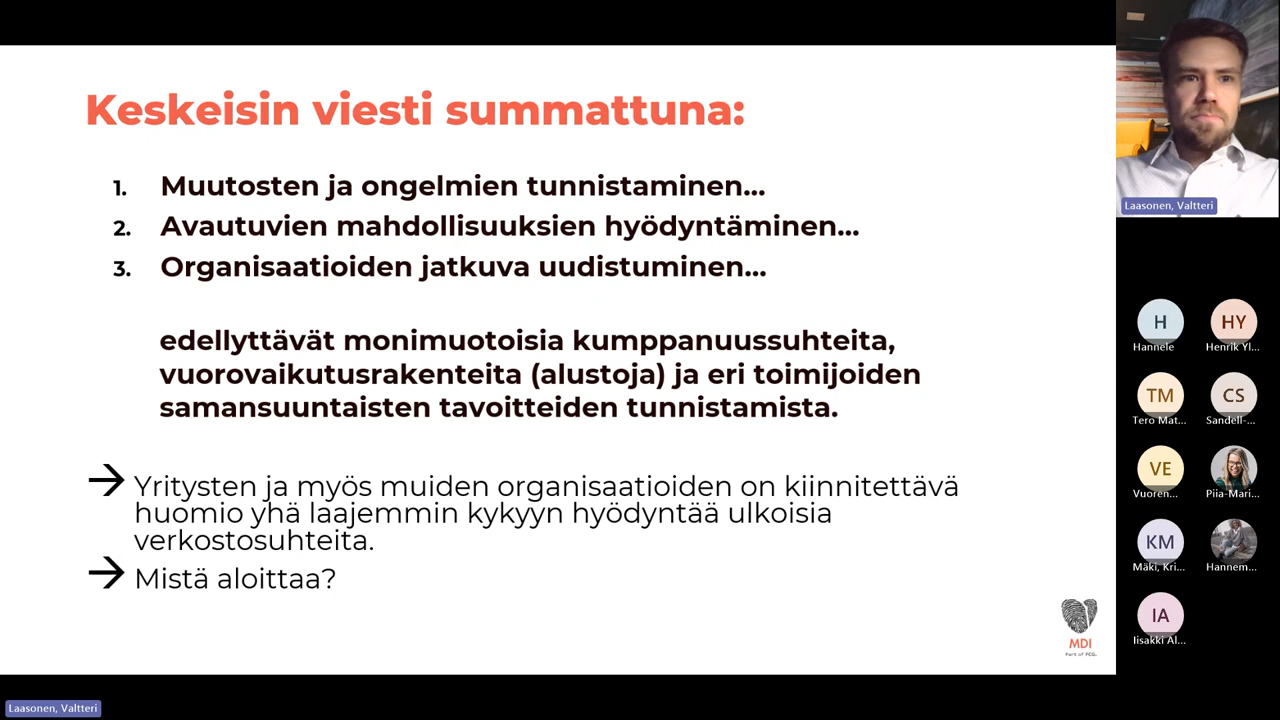 Keskeisin viesti summattuna:
1. Muutosten ja ongelmien tunnistaminen...
2. Avautuvien mahdollisuuksien hyödyntäminen...
3. Organisaatioiden jatkuva uudistuminen...
edellyttävät monimuotoisia kumppanuussuhteita,
vuorovaikutusrakenteita (alustoja) ja eri toimijoiden
samansuuntaisten tavoitteiden tunnistamista.
→ Yritysten ja myös muiden organisaatioiden on kiinnitettävä
huomio yhä laajemmin kykyyn hyödyntää ulkoisia
verkostosuhteita.
→ Mistä aloittaa?
MDI
Part of FCG.
Laasonen, Valtteri
H
Hannele
HY
Henrik Yl...
TM
Tero Mat...
CS
Sandell-...
VE
Vuoren...
Piia-Mari...
KM
Mäki, Kri...
Hannem...
IA
Iisakki Al...
Laasonen, Valtteri